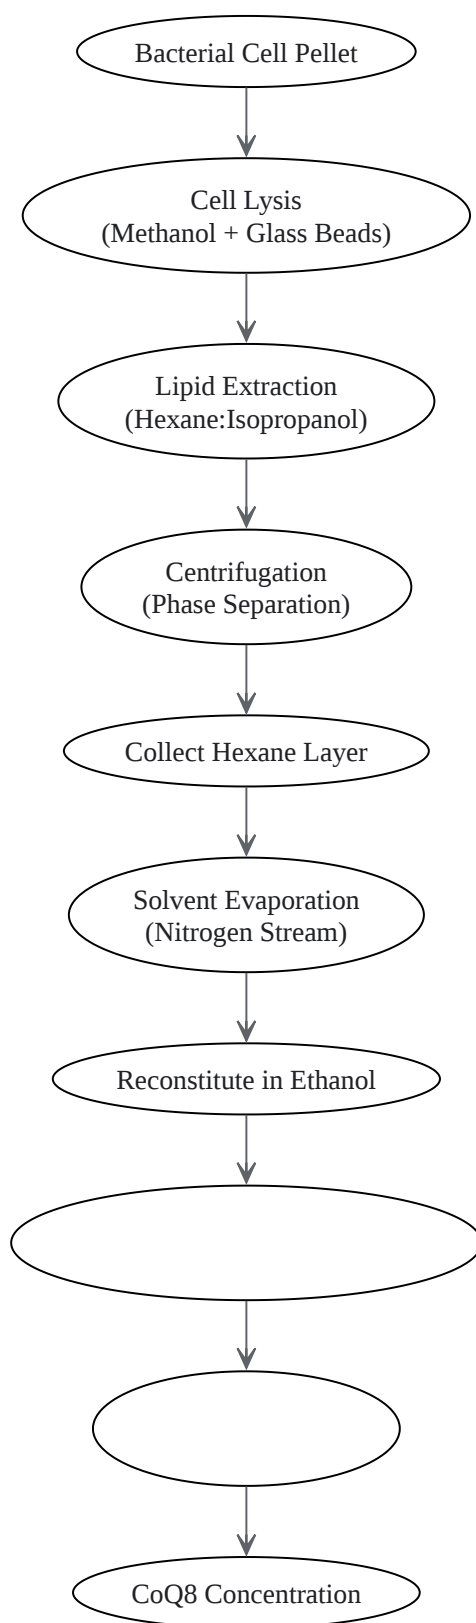 Bacterial Cell Pellet
Cell Lysis
(Methanol + Glass Beads)
Lipid Extraction
(Hexane:Isopropanol)
Centrifugation
(Phase Separation)
Collect Hexane Layer
Solvent Evaporation
(Nitrogen Stream)
Reconstitute in Ethanol
CoQ8 Concentration